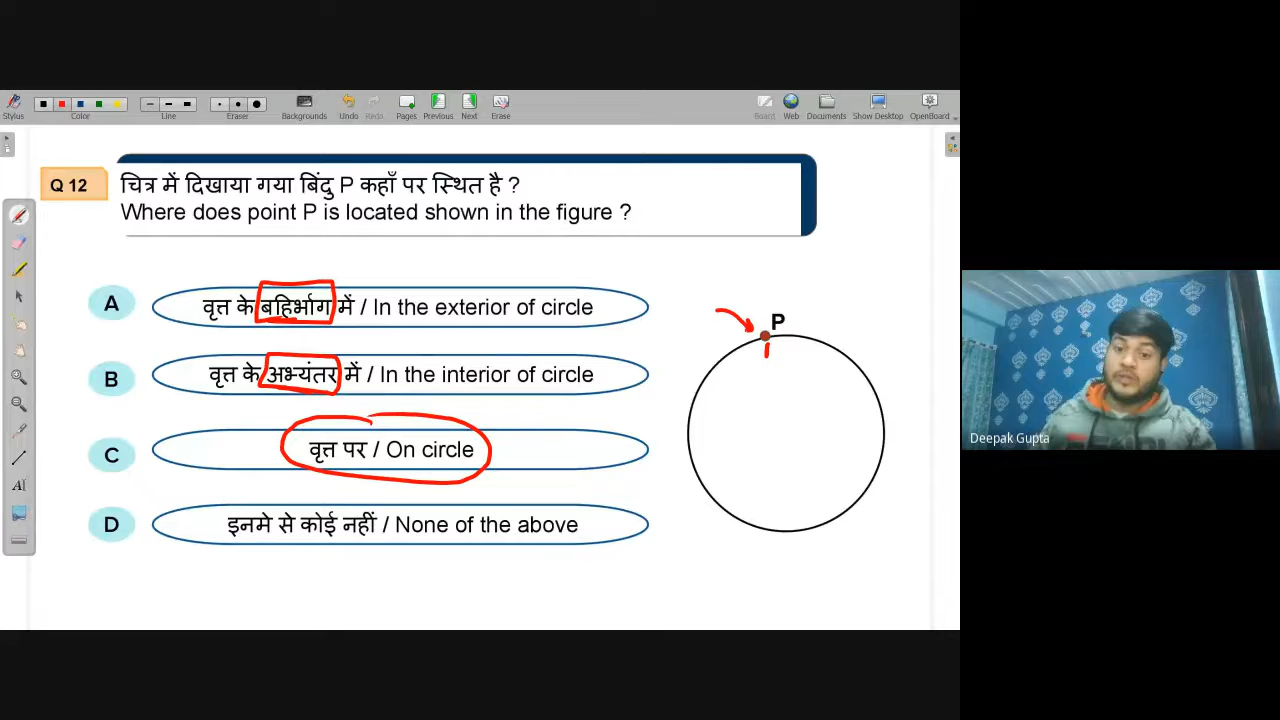 Stylus
Color
Line
Eraser
Backgrounds
Undo
Redo
Pages
Previous
Next
Erase
Board
Web
Documents
Show Desktop
OpenBoard
Q 12
चित्र में दिखाया गया बिंदु P कहाँ पर स्थित है ?
Where does point P is located shown in the figure ?
A
वृत्त के बहिर्भाग में / In the exterior of circle
B
वृत्त के अभ्यंतर में / In the interior of circle
C
वृत्त पर / On circle
D
इनमे से कोई नहीं / None of the above
P
Deepak Gupta